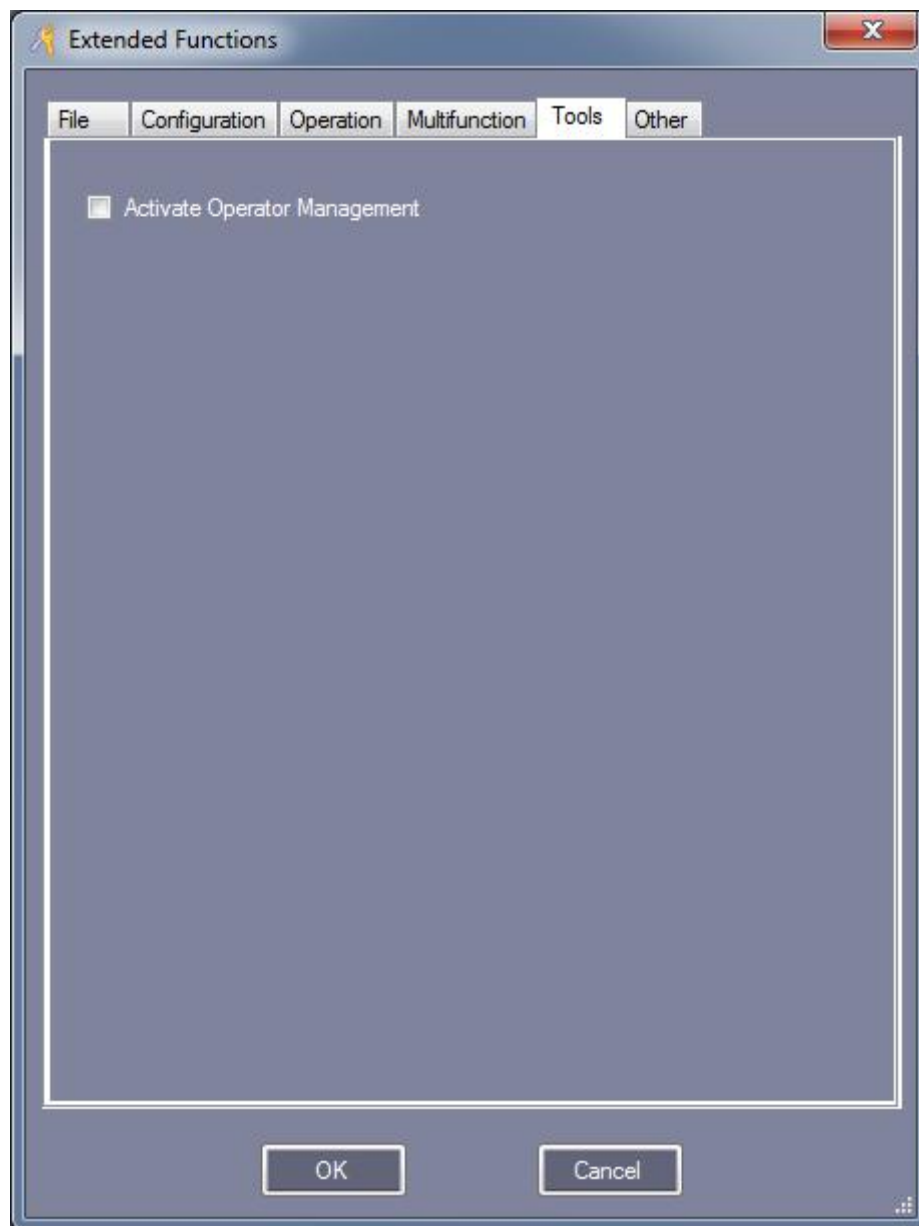 Extended Functions
File Configuration Operation Multifunction Tools Other
Activate Operator Management
OK Cancel